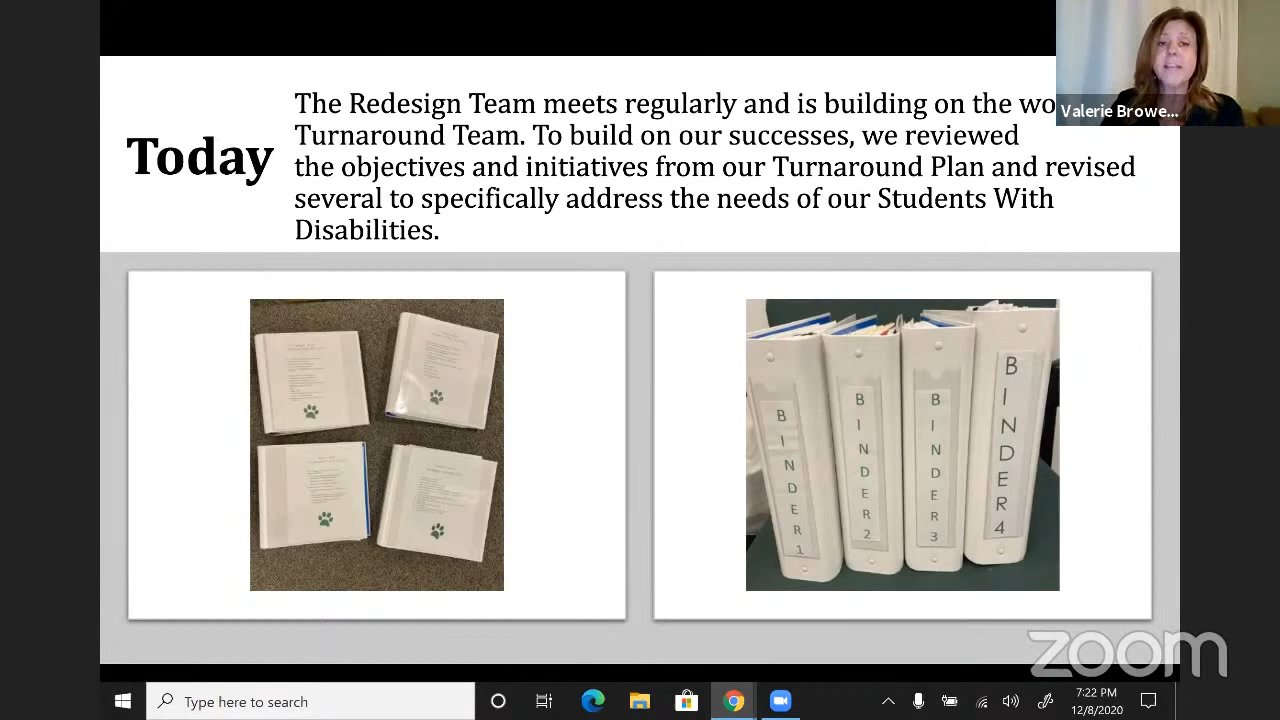 Today
The Redesign Team meets regularly and is building on the wo
Turnaround Team. To build on our successes, we reviewed
the objectives and initiatives from our Turnaround Plan and revised
several to specifically address the needs of our Students With
Disabilities.
Valerie Browe...
BINDER 1
BINDER 2
BINDER 3
BINDER 4
zoom
Type here to search
7:22 PM
12/8/2020